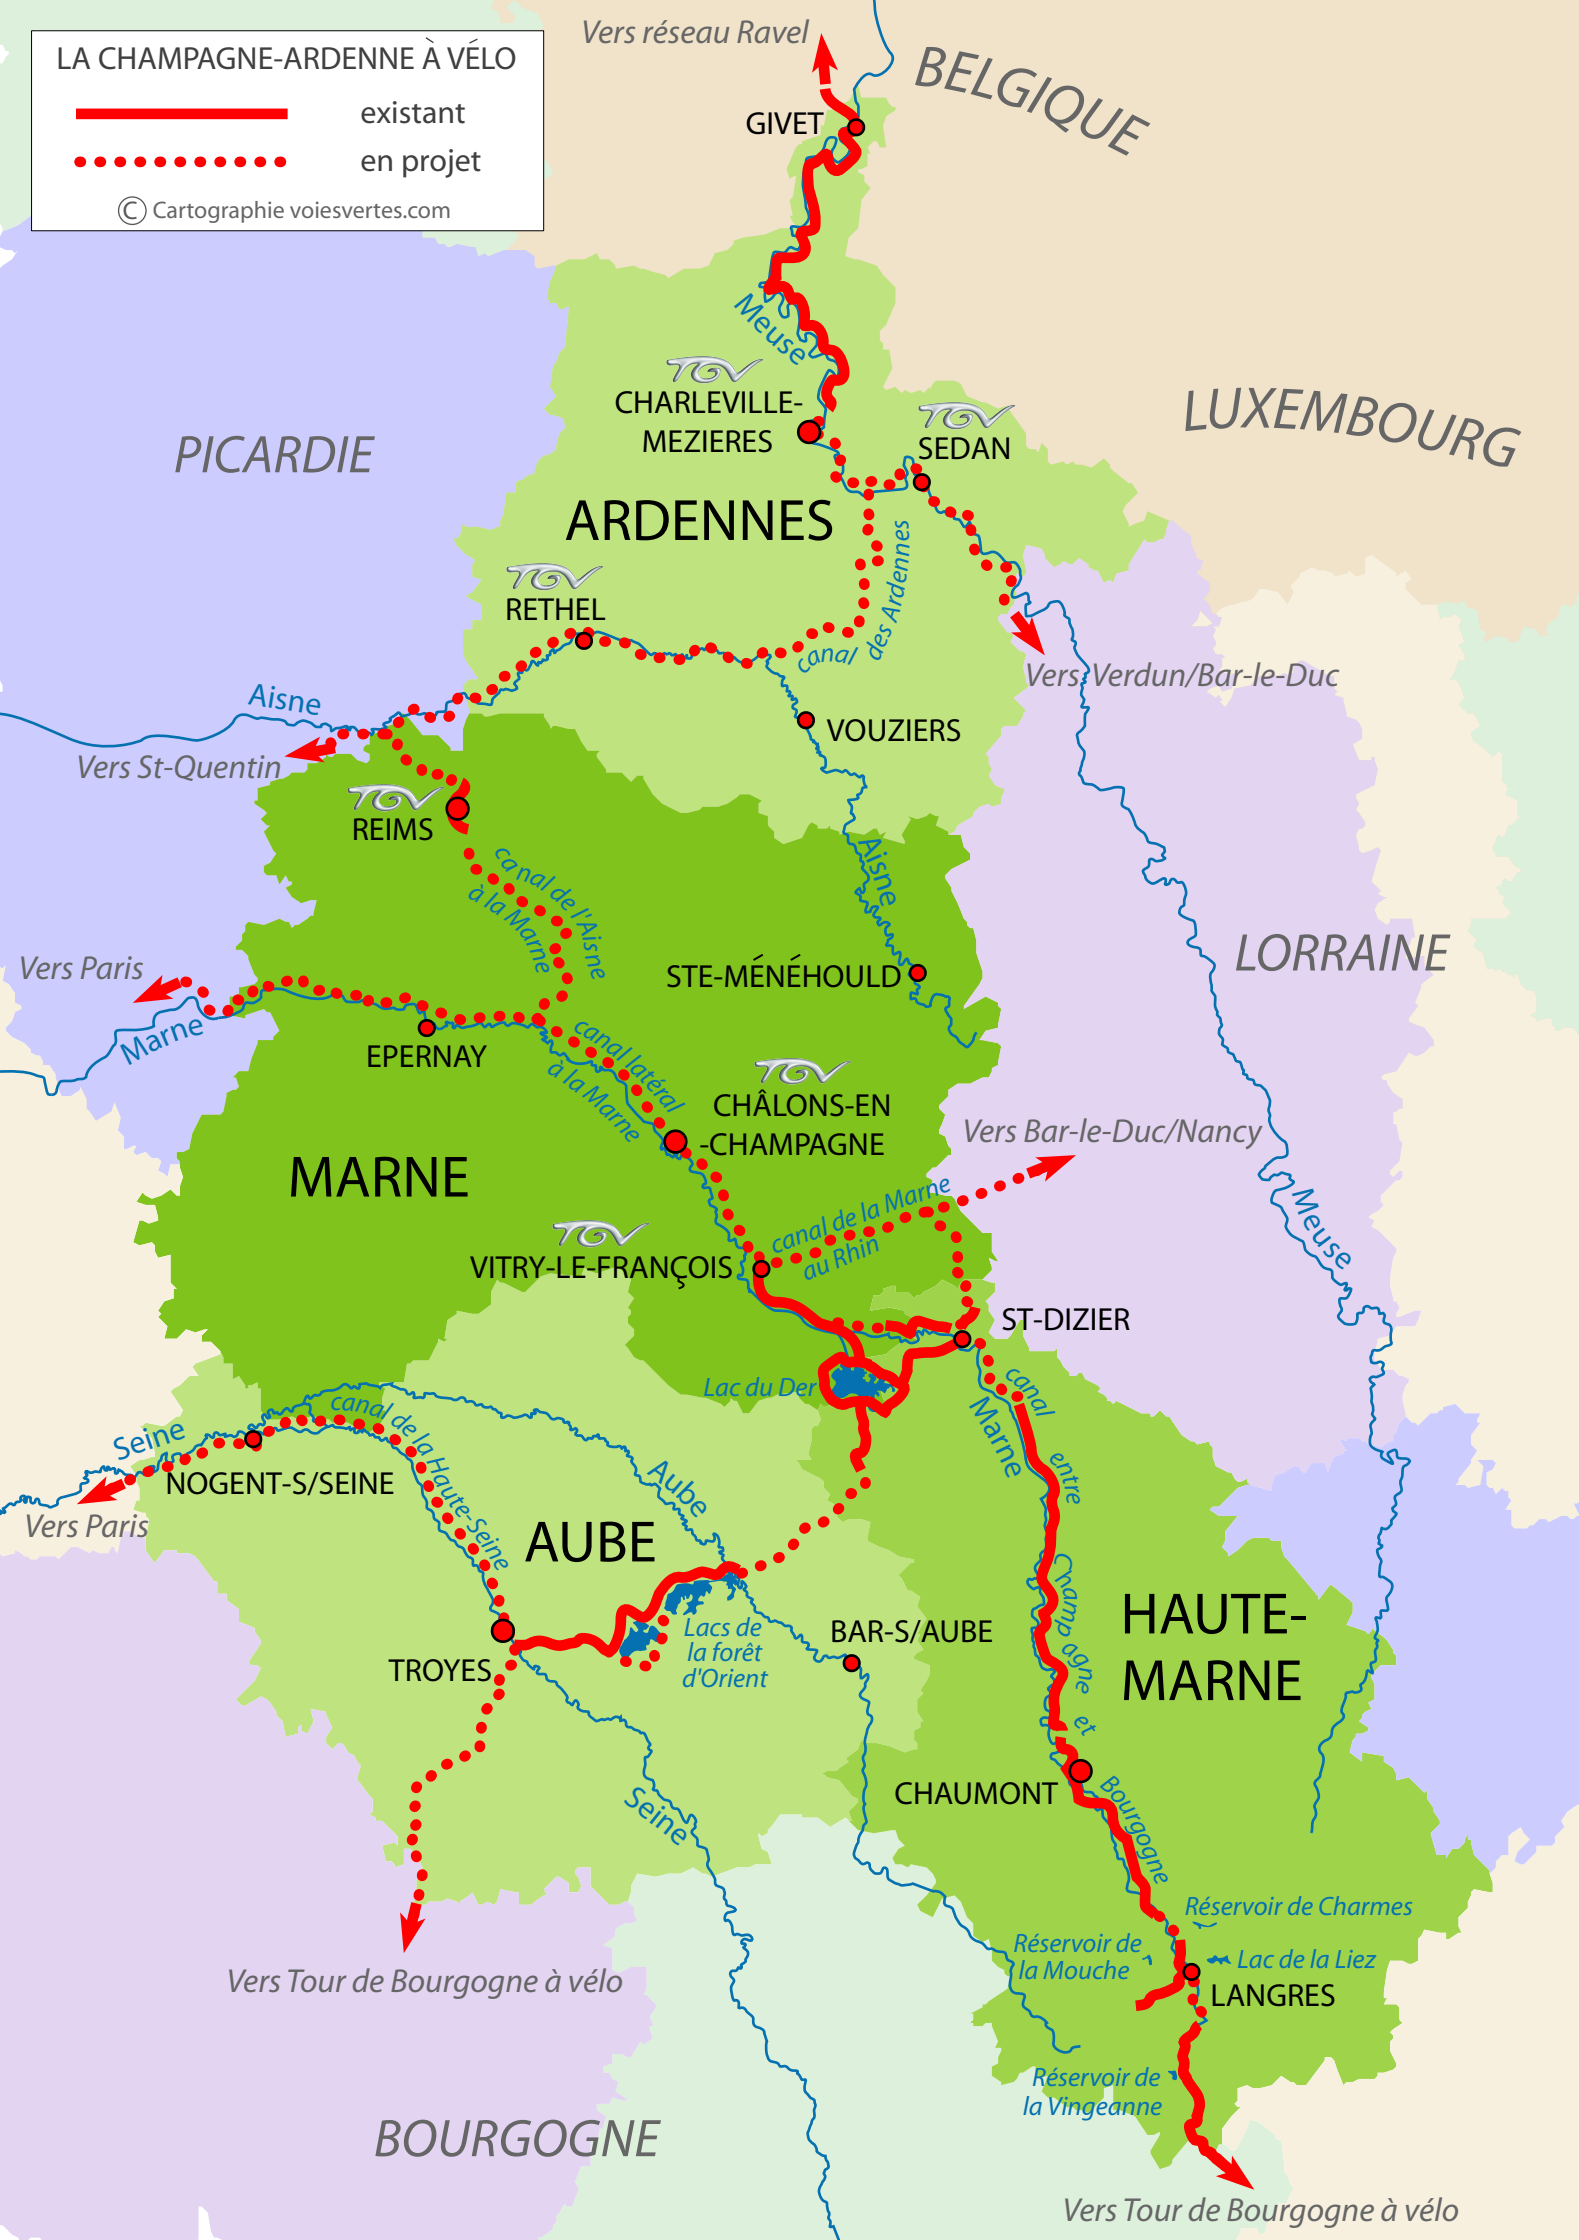 LA CHAMPAGNE-ARDENNE À VÉLO
existant
en projet
© Cartographie voiesvertes.com
Vers réseau Ravel
BELGIQUE
GIVET
Meuse
TGV
CHARLEVILLE-
MEZIERES
TGV
SEDAN
LUXEMBOURG
PICARDIE
ARDENNES
canal
des Ardennes
TGV
RETHEL
Vers Verdun/Bar-le-Duc
Aisne
Vers St-Quentin
VOUZIERS
TGV
REIMS
canal de l'Aisne
à la Marne
Aisne
LORRAINE
Vers Paris
STE-MÉNÉHOULD
Marne
EPERNAY
canal latéral
à la Marne
TGV
CHÂLONS-EN
-CHAMPAGNE
Vers Bar-le-Duc/Nancy
MARNE
canal de la Marne
au Rhin
Meuse
TGV
VITRY-LE-FRANÇOIS
ST-DIZIER
Lac du Der
canal
entre
Champagne
et
Bourgogne
Marne
Seine
canal de la Haute-Seine
NOGENT-S/SEINE
Vers Paris
Aube
AUBE
HAUTE-
MARNE
Lacs de
la forêt
d'Orient
BAR-S/AUBE
TROYES
CHAUMONT
Seine
Réservoir de Charmes
Réservoir de
la Mouche
Lac de la Liez
LANGRES
Vers Tour de Bourgogne à vélo
Réservoir de
la Vingeanne
BOURGOGNE
Vers Tour de Bourgogne à vélo